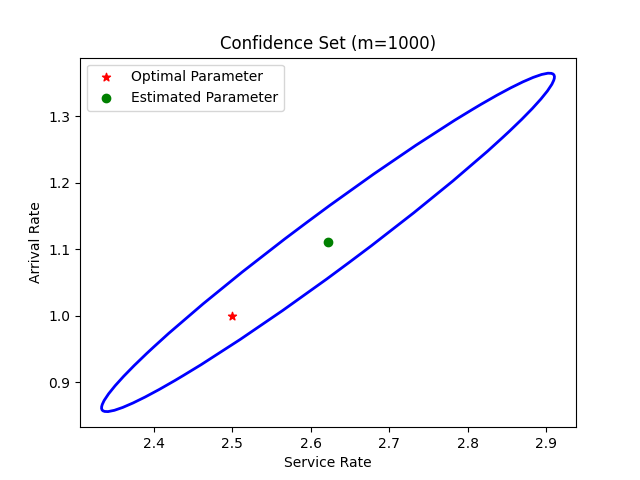 Confidence Set (m=1000)
Optimal Parameter
Estimated Parameter
1.3
1.2
1.1
1.0
0.9
Arrival Rate
2.4 2.5 2.6 2.7 2.8 2.9
Service Rate